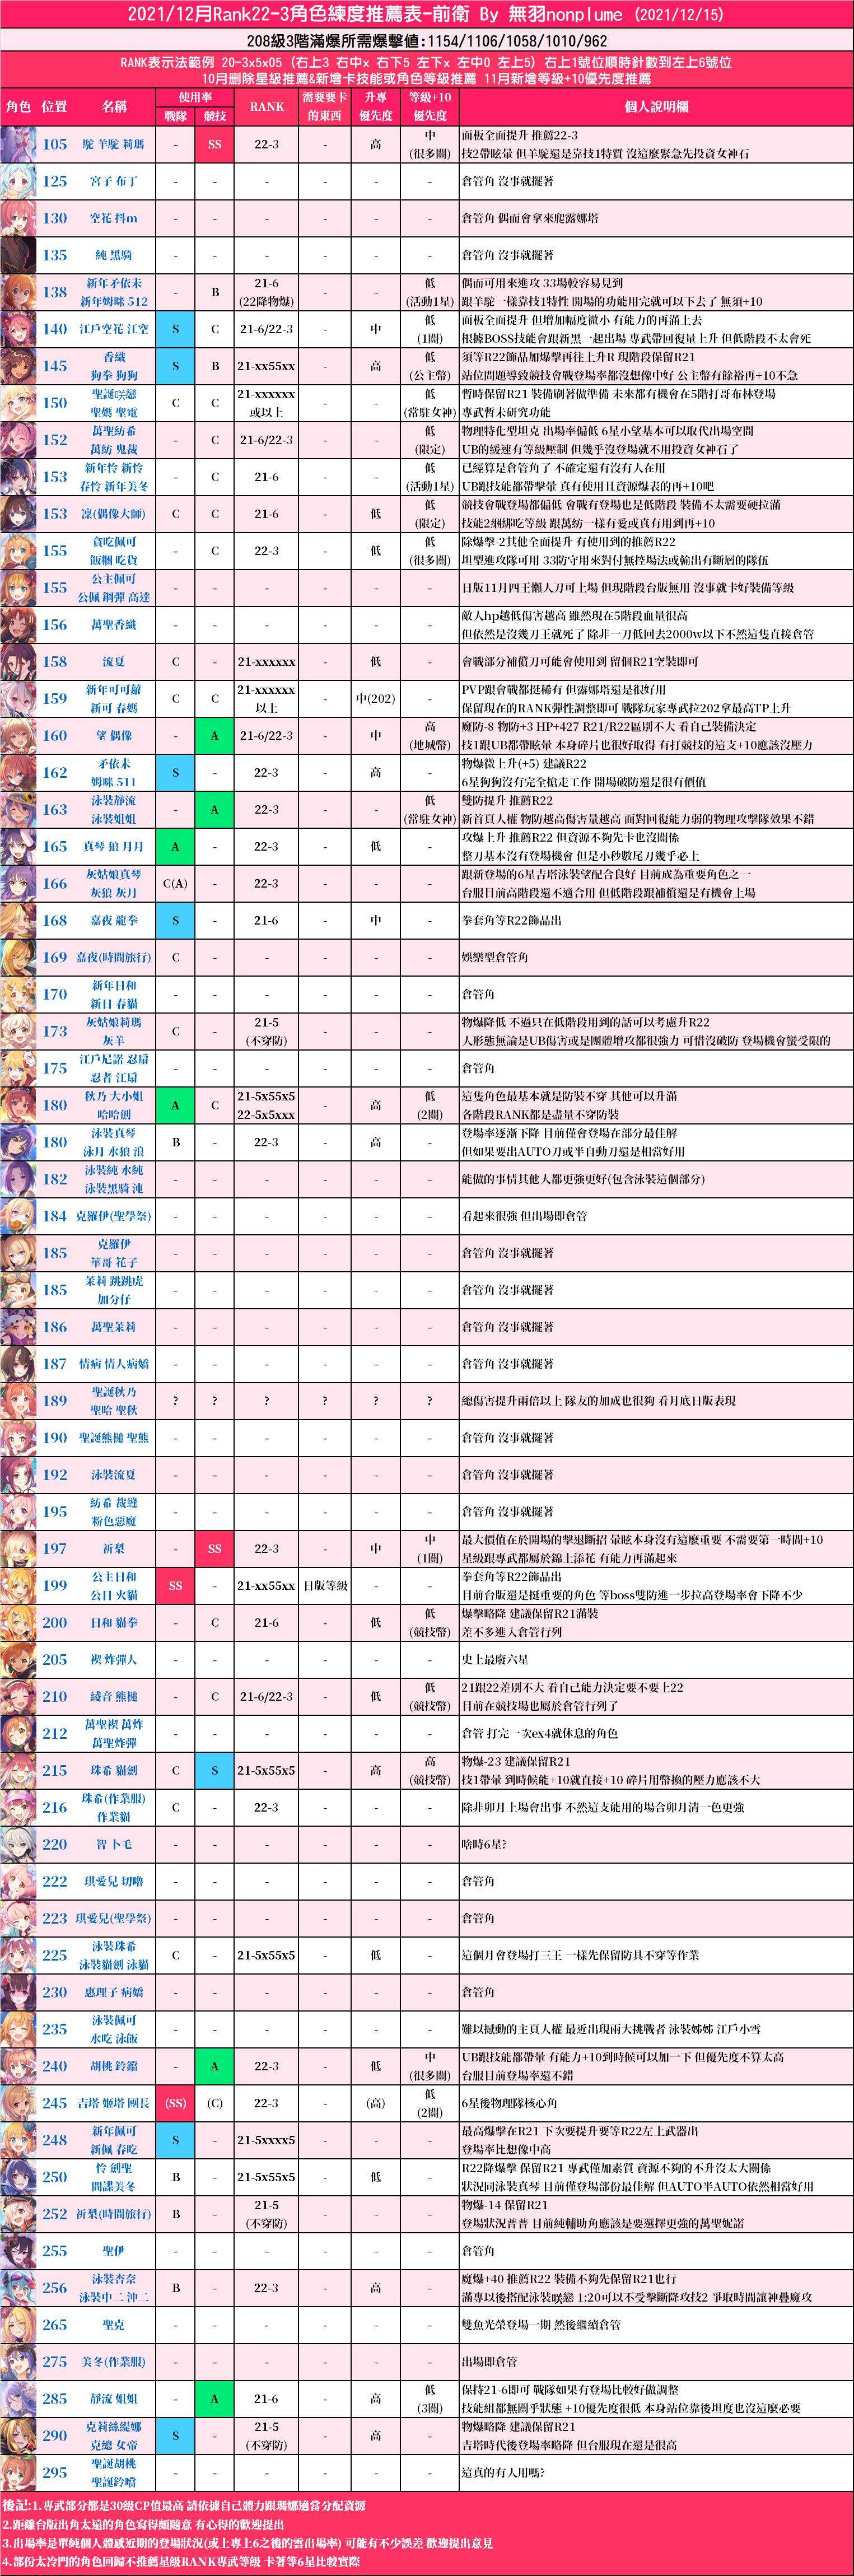 2021/12月Rank22-3角色練度推薦表-前衛 By 無羽nonplume (2021/12/15)
208級3階滿爆所需爆擊值:1154/1106/1058/1010/962
RANK表示法範例 20-3x5x05 (右上3 右中x 右下5 左下x 左中0 左上5) 右上1號位順時針數到左上6號位
10月刪除星級推薦&新增卡技能或角色等級推薦 11月新增等級+10優先度推薦
角色 位置 名稱 使用率 戰隊 競技 RANK 需要要卡的東西 升專優先度 等級+10優先度 個人說明欄
105 駝 羊駝 莉瑪 - SS 22-3 - 高 中(很多關) 面板全面提升 推薦22-3
技2帶眩暈 但羊駝還是靠技1特質 沒這麼緊急先投資女神石
125 宮子 布丁 - - - - - - 倉管角 沒事就擺著
130 空花 抖m - - - - - - 倉管角 偶而會拿來爬露娜塔
135 純 黑騎 - - - - - - 倉管角 沒事就擺著
138 新年矛依未 新年姆咪 512 - B 21-6 (22降物爆) - - 低(活動1星) 偶而可用來進攻 33場較容易見到
跟羊駝一樣靠技1特性 開場的功能用完就可以下去了 無須+10
140 江戶空花 江空 S C 21-6/22-3 - 中 低(1關) 面板全面提升 但增加幅度微小 有能力的再滿上去
根據BOSS技能會跟新黑一起出場 專武帶回復量上升 但低階段不太會死
145 香織 狗拳 狗狗 S B 21-xx55xx - 高 低(公主幣) 須等R22飾品加爆擊再往上升R 現階段保留R21
站位問題導致競技會戰登場率都沒想像中好 公主幣有餘裕再+10不急
150 聖誕咲戀 聖媽 聖電 C C 21-xxxxxx 或以上 - - 低(常駐女神) 暫時保留R21 裝備刷著做準備 未來都有機會在5階打哥布林登場
專武暫未研究功能
152 萬聖紡希 萬紡 鬼裁 - C 21-6/22-3 - - 低(限定) 物理特化型坦克 出場率偏低 6星小望基本可以取代出場空間
UB的緩速有等級壓制 但幾乎沒登場就不用投資女神石了
153 新年怜 新怜 春怜 新年美冬 - C 21-6 - - 低(活動1星) 已經算是倉管角了 不確定還有沒有人在用
UB跟技能都帶擊暈 真有使用且資源爆表的再+10吧
153 凜(偶像大師) C C 21-6 - 低 低(限定) 競技會戰登場都偏低 會戰有登場也是低階段 裝備不太需要硬拉滿
技能2綑綁吃等級 跟萬紡一樣有愛或真有用到再+10
155 貪吃佩可 飯糰 吃貨 - C 22-3 - 低 低(很多關) 除爆擊-2其他全面提升 有使用到的推薦R22
坦型進攻隊可用 33防守用來對付無控場法或輸出有斷層的隊伍
155 公主佩可 公佩 鋼彈 高達 - - - - - - 日版11月四王懶人刀可上場 但現階段台版無用 沒事就卡好裝備等級
156 萬聖香織 - - - - - - 敵人hp越低傷害越高 雖然現在5階段血量很高
但依然是沒幾刀王就死了 除非一刀低回去2000w以下不然這隻直接倉管
158 流夏 C - 21-xxxxxx - 低 - 會戰部分補償刀可能會使用到 留個R21空裝即可
159 新年可可蘿 新可 春媽 C C 21-xxxxxx 以上 - 中(202) - PVP跟會戰都挺稀有 但露娜塔還是很好用
保留現在的RANK彈性調整即可 戰隊玩家專武拉202拿最高TP上升
160 望 偶像 - A 21-6/22-3 - 中 高(地城幣) 魔防-8 物防+3 HP+427 R21/R22區別不大 看自己裝備決定
技1跟UB都帶眩暈 本身碎片也很好取得 有打競技的這支+10應該沒壓力
162 矛依未 姆咪 511 S - 22-3 - 高 - 物爆微上升(+5) 建議R22
6星狗狗沒有完全搶走工作 開場破防還是很有價值
163 泳裝靜流 泳裝姐姐 - A 22-3 - - 低(常駐女神) 雙防提升 推薦R22
新首頁人權 物防越高傷害量越高 面對回復能力弱的物理攻擊隊效果不錯
165 真琴 狼 月月 A - 22-3 - 低 - 攻爆上升 推薦R22 但資源不夠先卡也沒關係
整刀基本沒有登場機會 但是小秒數尾刀幾乎必上
166 灰姑娘真琴 灰狼 灰月 C(A) - 22-3 - - - 跟新登場的6星吉塔泳裝望配合良好 目前成為重要角色之一
台服目前高階段還不適合用 但低階段跟補償還是有機會上場
168 嘉夜 龍拳 S - 21-6 - 中 - 拳套角等R22飾品出
169 嘉夜(時間旅行) C - - - - - 娛樂型倉管角
170 新年日和 新日 春貓 - - - - - - 倉管角
173 灰姑娘莉瑪 灰羊 C - 21-5 (不穿防) - - - 物爆降低 不過只在低階段用到的話可以考慮升R22
人形態無論是UB傷害或是團體增攻都很強力 可惜沒破防 登場機會蠻受限的
175 江戶尼諾 忍扇 忍者 江扇 - - - - - - 倉管角
180 秋乃 大小姐 哈哈劍 A C 21-5x55x5 22-5x5xxx - 高 低(2關) 這隻角色最基本就是防裝不穿 其他可以升滿
各階段RANK都是盡量不穿防裝
180 泳裝真琴 泳月 水狼 浪 B - 22-3 - 高 - 登場率逐漸下降 目前僅會登場在部分最佳解
但如果要出AUTO刀或半自動刀還是相當好用
182 泳裝純 水純 泳裝黑騎 沌 - - - - - - 能做的事情其他人都更強更好(包含泳裝這個部分)
184 克羅伊(聖學祭) - - - - - - 看起來很強 但出場即倉管
185 克羅伊 華哥 花子 - - - - - - 倉管角 沒事就擺著
185 茉莉 跳跳虎 加分仔 - - - - - - 倉管角 沒事就擺著
186 萬聖茉莉 - - - - - - 倉管角 沒事就擺著
187 情病 情人病嬌 - - - - - - 倉管角 沒事就擺著
189 聖誕秋乃 聖哈 聖秋 ? ? ? ? ? ? 總傷害提升兩倍以上 隊友的加成也很夠 看月底日版表現
190 聖誕熊槌 聖熊 - - - - - - 倉管角 沒事就擺著
192 泳裝流夏 - - - - - - 倉管角 沒事就擺著
195 紡希 裁縫 粉色惡魔 - - - - - - 倉管角 沒事就擺著
197 祈梨 - SS 22-3 - 中 中(1關) 最大價值在於開場的擊退斷招 暈眩本身沒有這麼重要 不需要第一時間+10
星級跟專武都屬於錦上添花 有能力再滿起來
199 公主日和 公日 火貓 SS - 21-xx55xx 日版等級 - - 拳套角等R22飾品出
目前台版還是挺重要的角色 等boss雙防進一步拉高登場率會下降不少
200 日和 貓拳 - C 21-6 - 低 低(競技幣) 爆擊略降 建議保留R21滿裝
差不多進入倉管行列
205 禊 炸彈人 - - - - - - 史上最廢六星
210 綾音 熊槌 - C 21-6/22-3 - 低 低(競技幣) 21跟22差別不大 看自己能力決定要不要上22
目前在競技場也屬於倉管行列了
212 萬聖禊 萬炸 萬聖炸彈 - - - - - - 倉管 打完一次ex4就休息的角色
215 珠希 貓劍 C S 21-5x55x5 - 高 高(競技幣) 物爆-23 建議保留R21
技1帶暈 到時候能+10就直接+10 碎片用幣換的壓力應該不大
216 珠希(作業服) 作業貓 C - 22-3 - - - 除非卯月上場會出事 不然這支能用的場合卯月清一色更強
220 智 卜毛 - - - - - - 啥時6星?
222 琪愛兒 切嚕 - - - - - - 倉管角
223 琪愛兒(聖學祭) - - - - - - 倉管角
225 泳裝珠希 泳裝貓劍 泳貓 C - 21-5x55x5 - 低 - 這個月會登場打三王 一樣先保留防具不穿等作業
230 惠理子 病嬌 - - - - - - 倉管角
235 泳裝佩可 水吃 泳飯 - - - - - - 難以撼動的主頁人權 最近出現兩大挑戰者 泳裝姊姊 江戶小雪
240 胡桃 鈴鐺 - A 22-3 - 低 中(很多關) UB跟技能都帶暈 有能力+10到時候可以加一下 但優先度不算太高
台服目前登場率還不錯
245 吉塔 姬塔 團長 (SS) (C) 22-3 - (高) 低(2關) 6星後物理隊核心角
248 新年佩可 新佩 春吃 S - 21-5xxxx5 - - - 最高爆擊在R21 下次要提升要等R22左上武器出
登場率比想像中高
250 怜 劍聖 間諜美冬 B - 21-5x55x5 - 低 - R22降爆擊 保留R21 專武僅加素質 資源不夠的不升沒太大關係
狀況同泳裝真琴 目前僅登場部份最佳解 但AUTO半AUTO依然相當好用
252 祈梨(時間旅行) B - 21-5 (不穿防) - - - 物爆-14 保留R21
登場狀況普普 目前純輔助角應該是要選擇更強的萬聖妮諾
255 聖伊 - - - - - - 倉管角
256 泳裝杏奈 泳裝中二 沖二 B - 22-3 - 高 - 魔爆+40 推薦R22 裝備不夠先保留R21也行
滿專以後搭配泳裝咲戀 1:20可以不受擊斷降攻技2 爭取時間讓神疊魔攻
265 聖克 - - - - - - 雙魚光榮登場一期 然後繼續倉管
275 美冬(作業服) - - - - - - 出場即倉管
285 靜流 姐姐 - A 21-6 - 高 低(3關) 保持21-6即可 戰隊如果有登場比較好做調整
技能組都無關乎狀態 +10優先度很低 本身站位靠後坦度也沒這麼必要
290 克莉絲緹娜 克總 女帝 S - 21-5 (不穿防) - 高 - 物爆略降 建議保留R21
吉塔時代後登場率略降 但台服現在還是很高
295 聖誕胡桃 聖誕鈴噹 - - - - - - 這真的有人用嗎?
後記:1.專武部分都是30級CP值最高 請依據自己體力跟瑪娜適當分配資源
2.距離台版出角太遠的角色寫得頗隨意 有心得的歡迎提出
3.出場率是單純個人體感近期的登場狀況(或上專上6之後的雲出場率) 可能有不少誤差 歡迎提出意見
4.部份太冷門的角色回歸不推薦星級RANK專武等級 卡著等6星比較實際